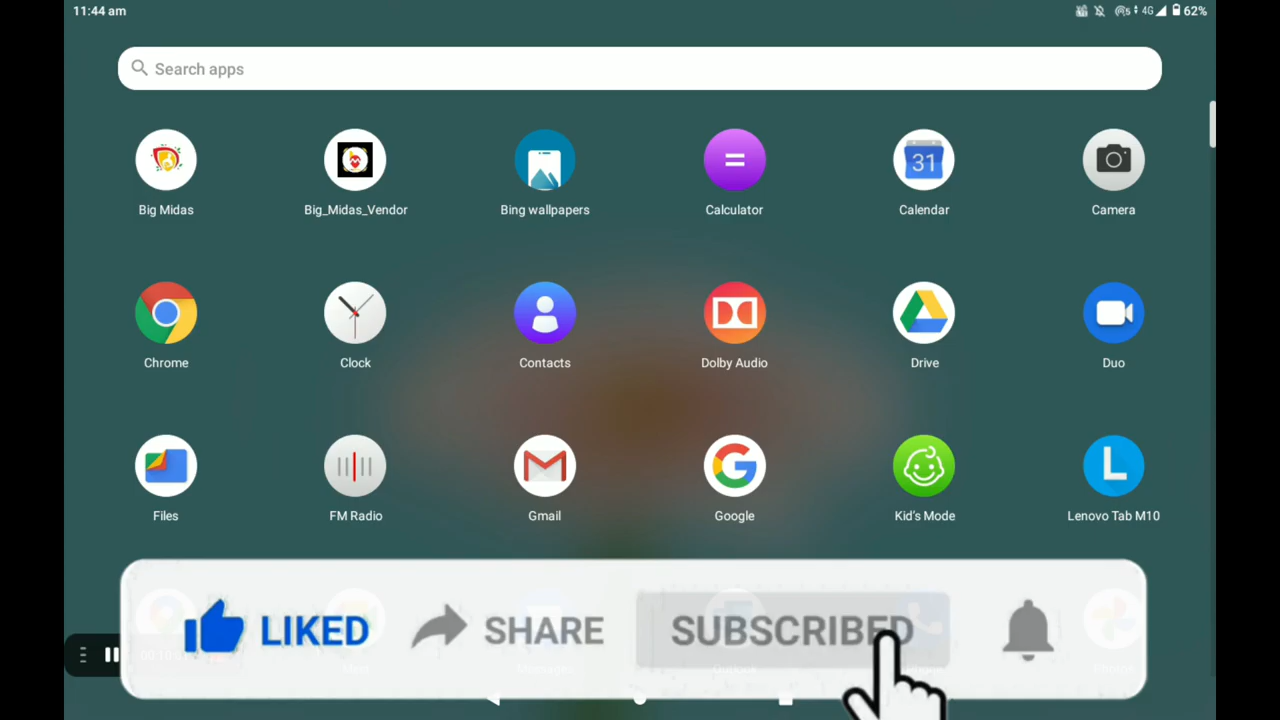 11:44 am 4G 62%
Search apps
Big Midas Big_Midas_Vendor Bing wallpapers Calculator Calendar Camera
31
Chrome Clock Contacts Dolby Audio Drive Duo
L
Files FM Radio Gmail Google Kid's Mode Lenovo Tab M10
LIKED SHARE SUBSCRIBED